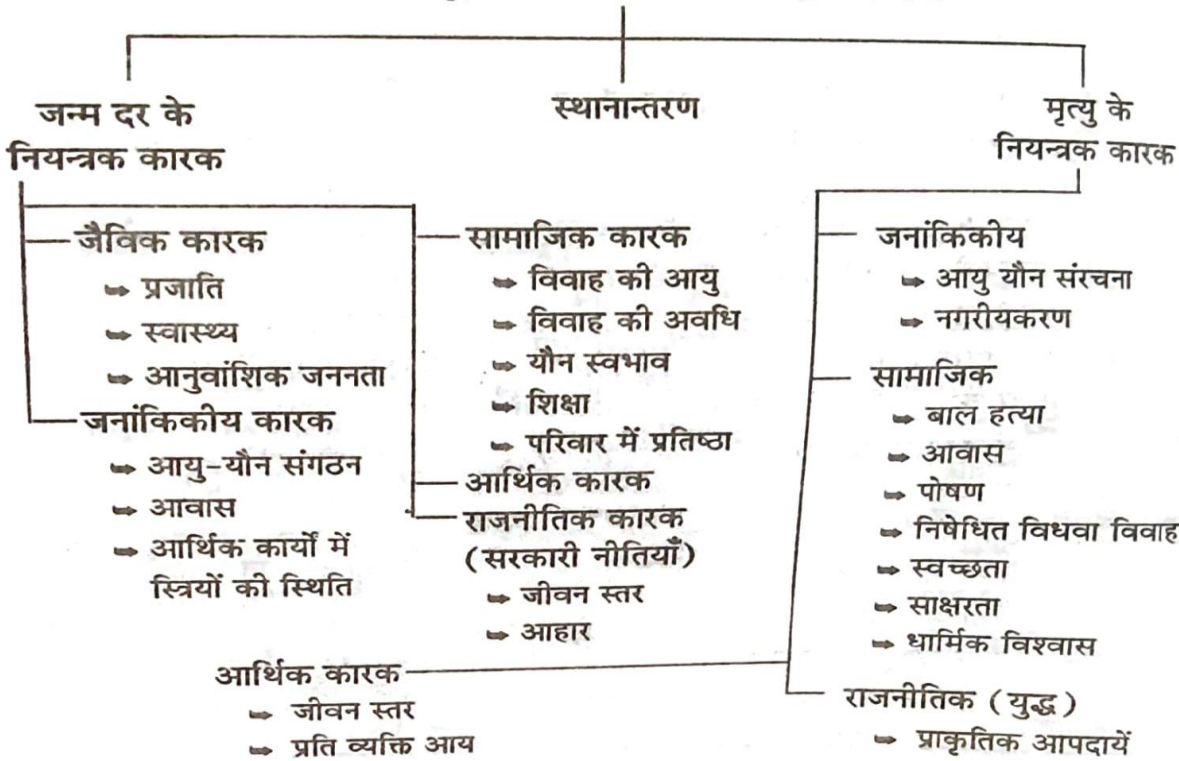 जन्म दर के
नियन्त्रक कारक
स्थानान्तरण
मृत्यु के
नियन्त्रक कारक
जैविक कारक
प्रजाति
स्वास्थ्य
आनुवांशिक जननता
जनांकिकीय कारक
आयु-यौन संगठन
आवास
आर्थिक कार्यों में
स्त्रियों की स्थिति
सामाजिक कारक
विवाह की आयु
विवाह की अवधि
यौन स्वभाव
शिक्षा
परिवार में प्रतिष्ठा
आर्थिक कारक
राजनीतिक कारक
(सरकारी नीतियाँ)
जीवन स्तर
आहार
जनांकिकीय
आयु यौन संरचना
नगरीयकरण
सामाजिक
बाल हत्या
आवास
पोषण
निषेधित विधवा विवाह
स्वच्छता
साक्षरता
धार्मिक विश्वास
आर्थिक कारक
जीवन स्तर
प्रति व्यक्ति आय
राजनीतिक (युद्ध)
प्राकृतिक आपदायें